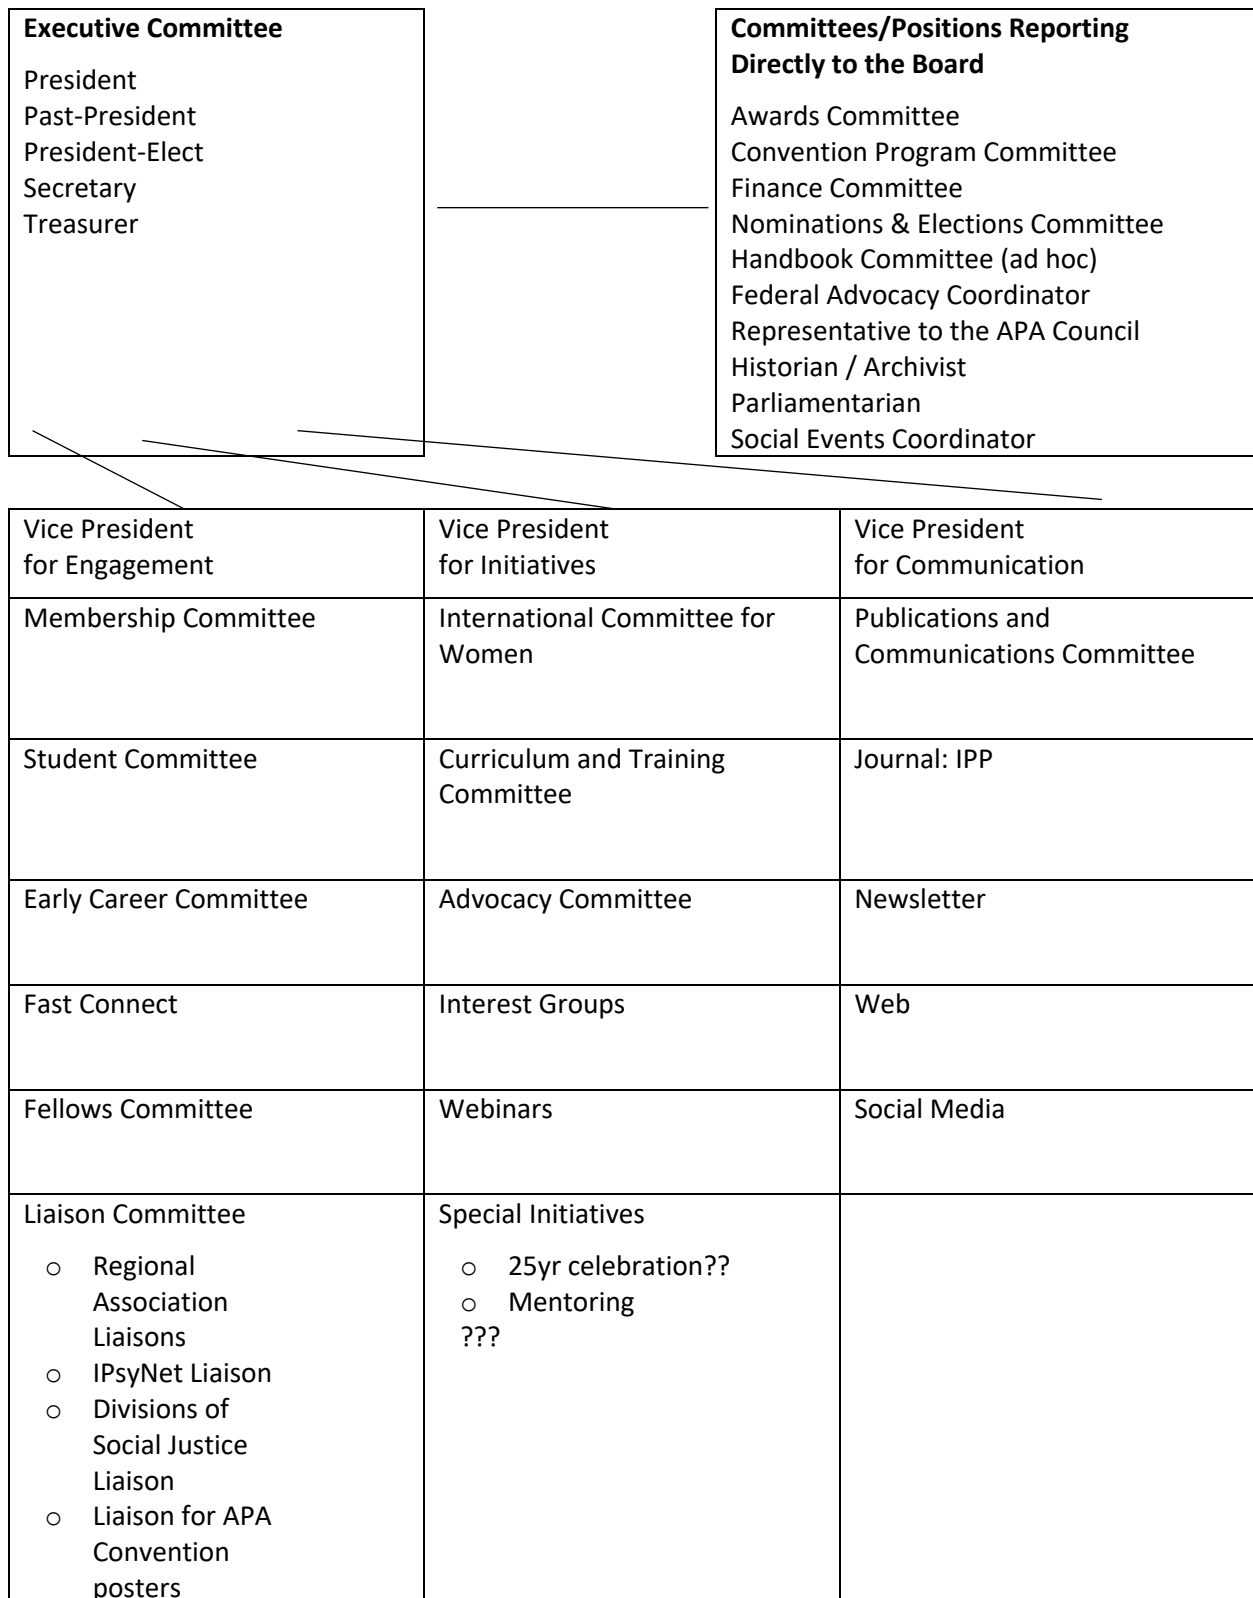 Executive Committee
President
Past-President
President-Elect
Secretary
Treasurer
Committees/Positions Reporting
Directly to the Board
Awards Committee
Convention Program Committee
Finance Committee
Nominations & Elections Committee
Handbook Committee (ad hoc)
Federal Advocacy Coordinator
Representative to the APA Council
Historian / Archivist
Parliamentarian
Social Events Coordinator
Vice President
for Engagement
Vice President
for Initiatives
Vice President
for Communication
Membership Committee
International Committee for
Women
Publications and
Communications Committee
Student Committee
Curriculum and Training
Committee
Journal: IPP
Early Career Committee
Advocacy Committee
Newsletter
Fast Connect
Interest Groups
Web
Fellows Committee
Webinars
Social Media
Liaison Committee
o Regional
Association
Liaisons
o IPsyNet Liaison
o Divisions of
Social Justice
Liaison
o Liaison for APA
Convention
posters
Special Initiatives
o 25yr celebration??
o Mentoring
???